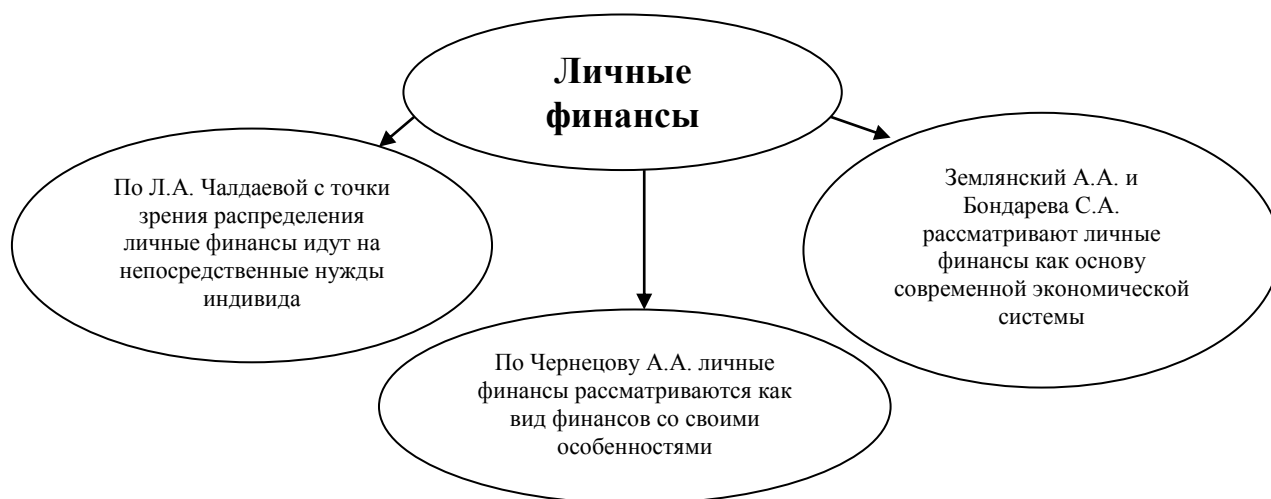 Личные
финансы
По Л.А. Чалдаевой с точки
зрения распределения
личные финансы идут на
непосредственные нужды
индивида
По Чернецову А.А. личные
финансы рассматриваются как
вид финансов со своими
особенностями
Землянский А.А. и
Бондарева С.А.
рассматривают личные
финансы как основу
современной экономической
системы